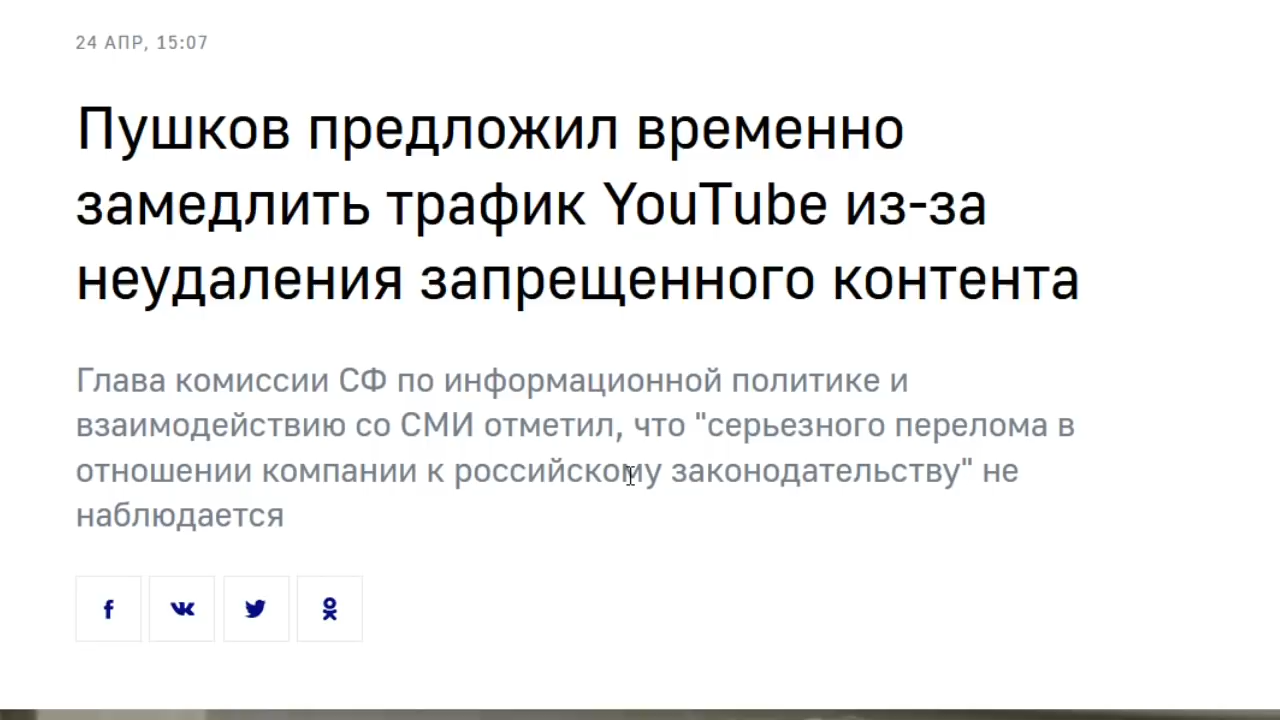 24 АПР, 15:07
Пушков предложил временно
замедлить трафик YouTube из-за
неудаления запрещенного контента
Глава комиссии СФ по информационной политике и
взаимодействию со СМИ отметил, что "серьезного перелома в
отношении компании к российскому законодательству" не
наблюдается